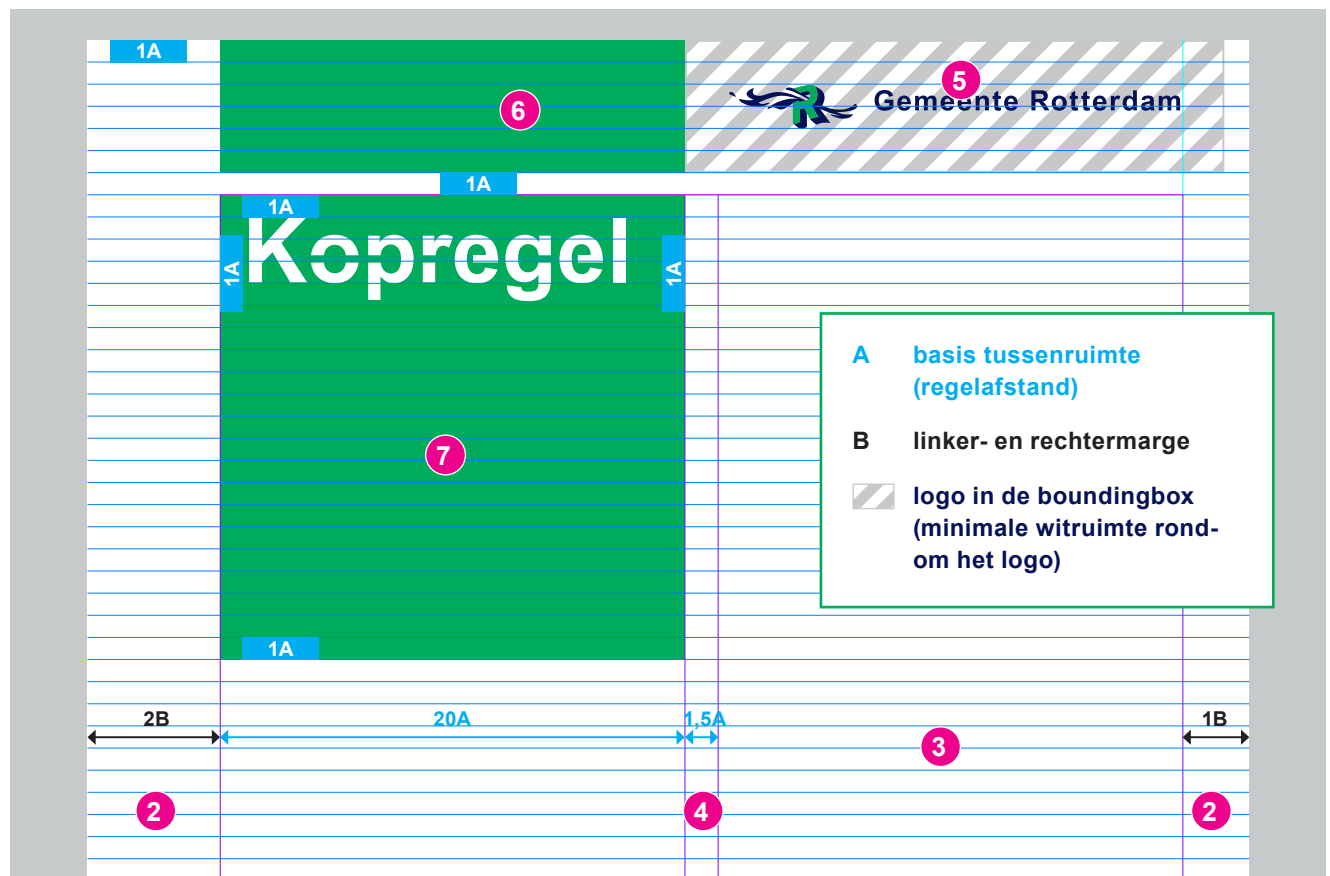 1A
5
Gemeente Rotterdam
6
1A
1A
Kopregel
1A
1A
A basis tussenruimte
(regelafstand)
B linker- en rechtermarge
7
logo in de boundingbox
(minimale witruimte rond-
om het logo)
1A
2B
20A
1,5A
1B
3
2
4
2